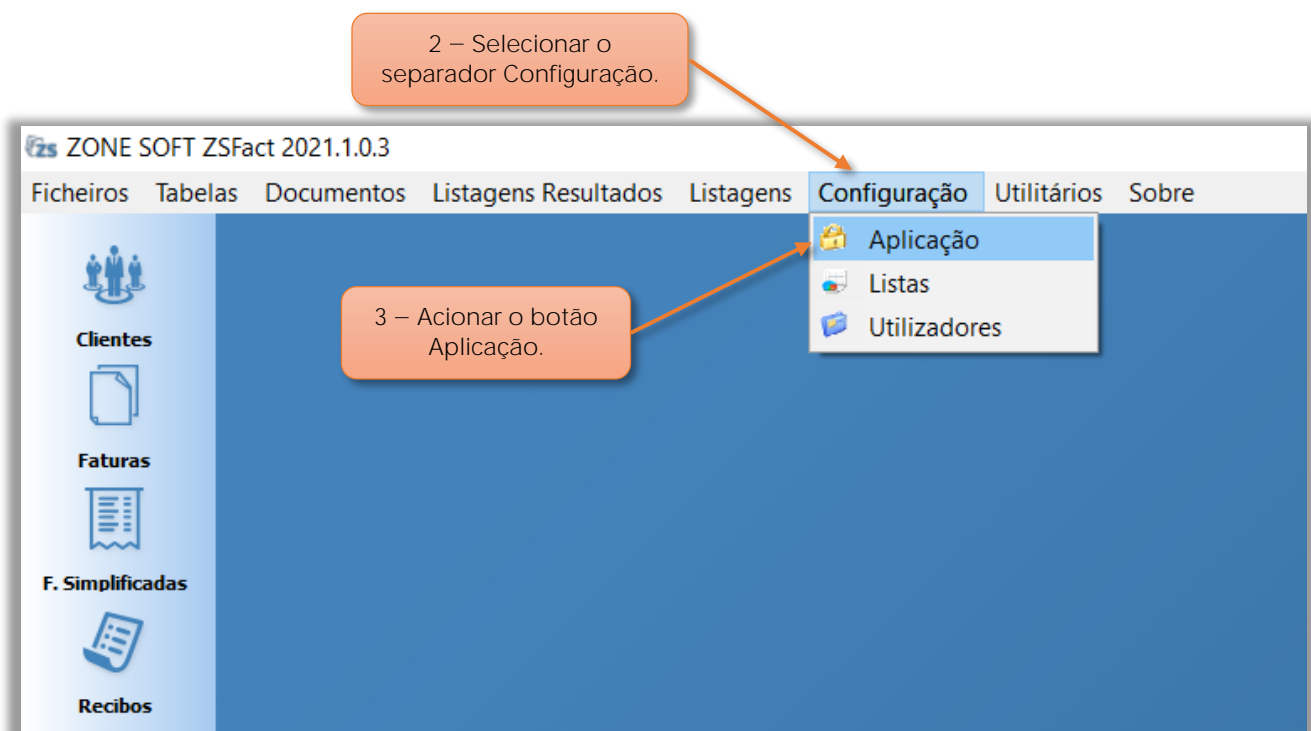 2 – Selecionar o
separador Configuração.
zs ZONE SOFT ZSFact 2021.1.0.3
Ficheiros Tabelas Documentos Listagens Resultados Listagens Configuração Utilitários Sobre
Aplicação
Listas
Utilizadores
3 – Acionar o botão
Aplicação.
Clientes
Faturas
F. Simplificadas
Recibos